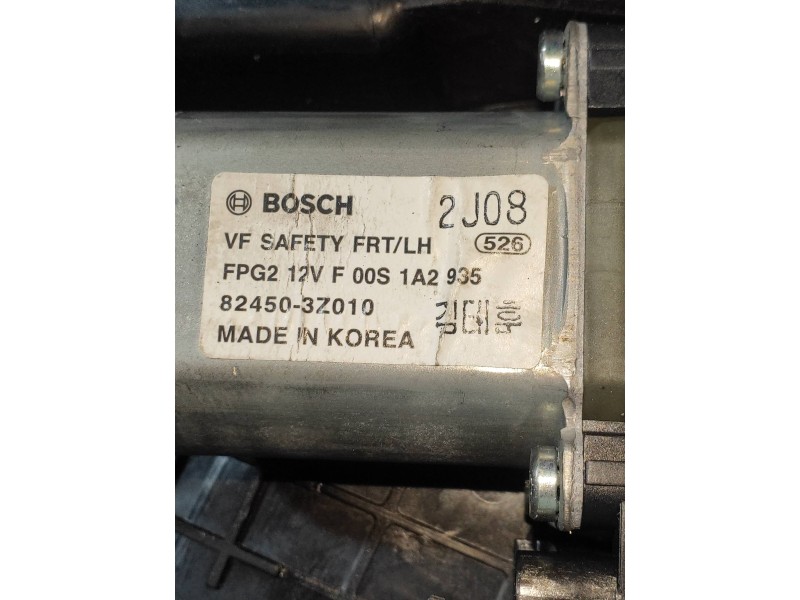 BOSCH 2J08
VF SAFETY FRT/LH 526
FPG2 12V F 00S 1A2 935
82450-3Z010
MADE IN KOREA